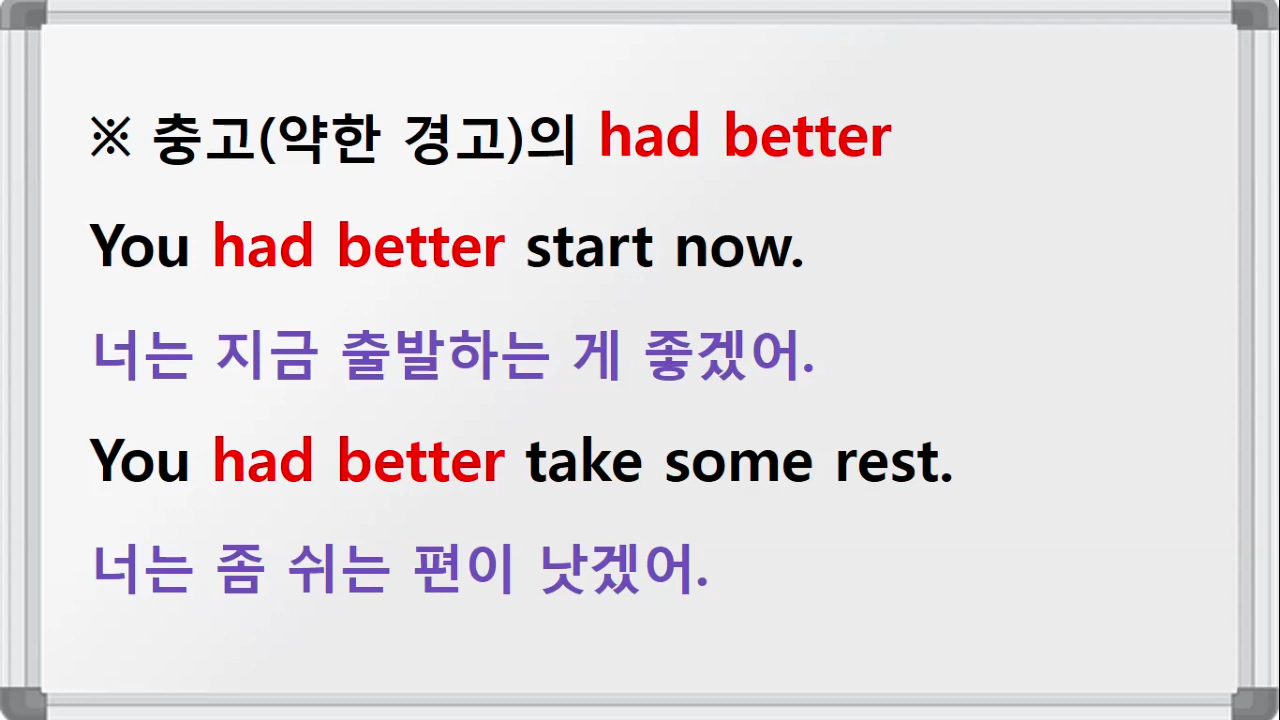 ※ 충고(약한 경고)의 had better
You had better start now.
너는 지금 출발하는 게 좋겠어.
You had better take some rest.
너는 좀 쉬는 편이 낫겠어.